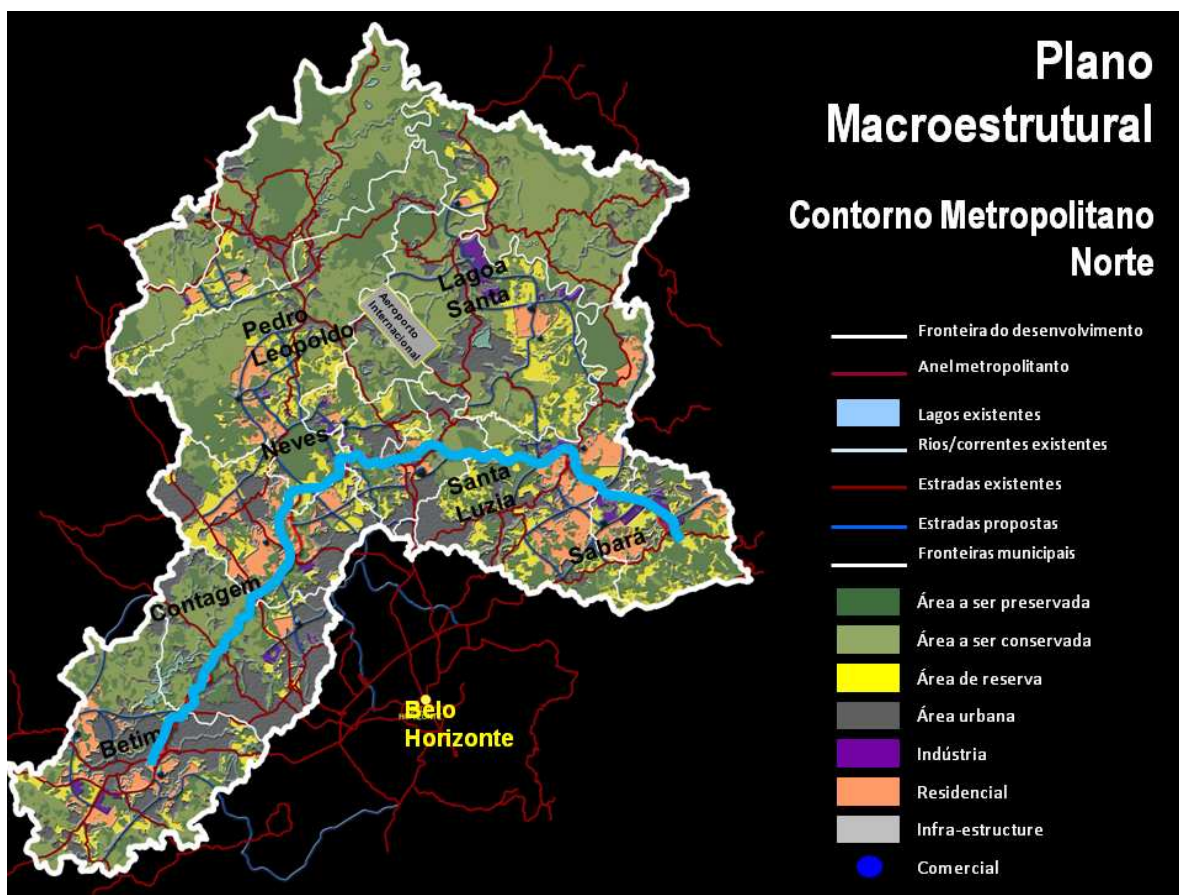 Plano
Macroestrutural
Contorno Metropolitano
Norte
Fronteira do desenvolvimento
Anel metropolitanto
Lagos existentes
Rios/correntes existentes
Estradas existentes
Estradas propostas
Fronteiras municipais
Área a ser preservada
Área a ser conservada
Área de reserva
Área urbana
Indústria
Residencial
Infra-estructure
Comercial
Lagoa
Santa
Aeroporto
Internacional
Pedro
Leopoldo
Neves
Santa
Luzia
Sabará
Contagem
Betim
Belo
Horizonte